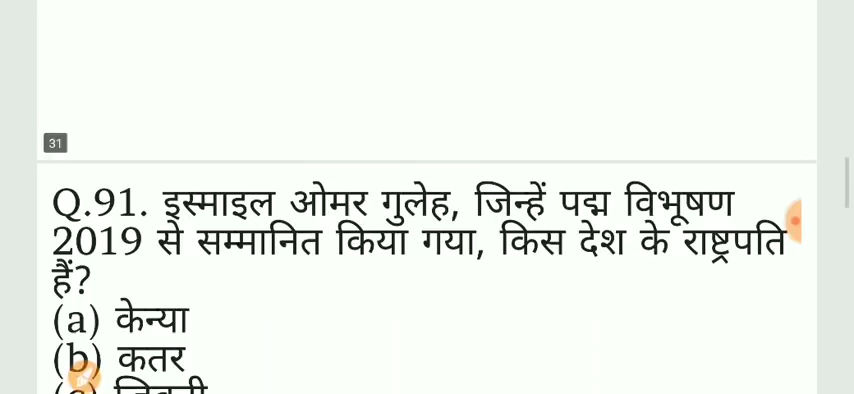 31
Q.91. इस्माइल ओमर गुलेह, जिन्हें पद्म विभूषण
2019 से सम्मानित किया गया, किस देश के राष्ट्रपति
हैं?
(a) केन्या
(b) कतर